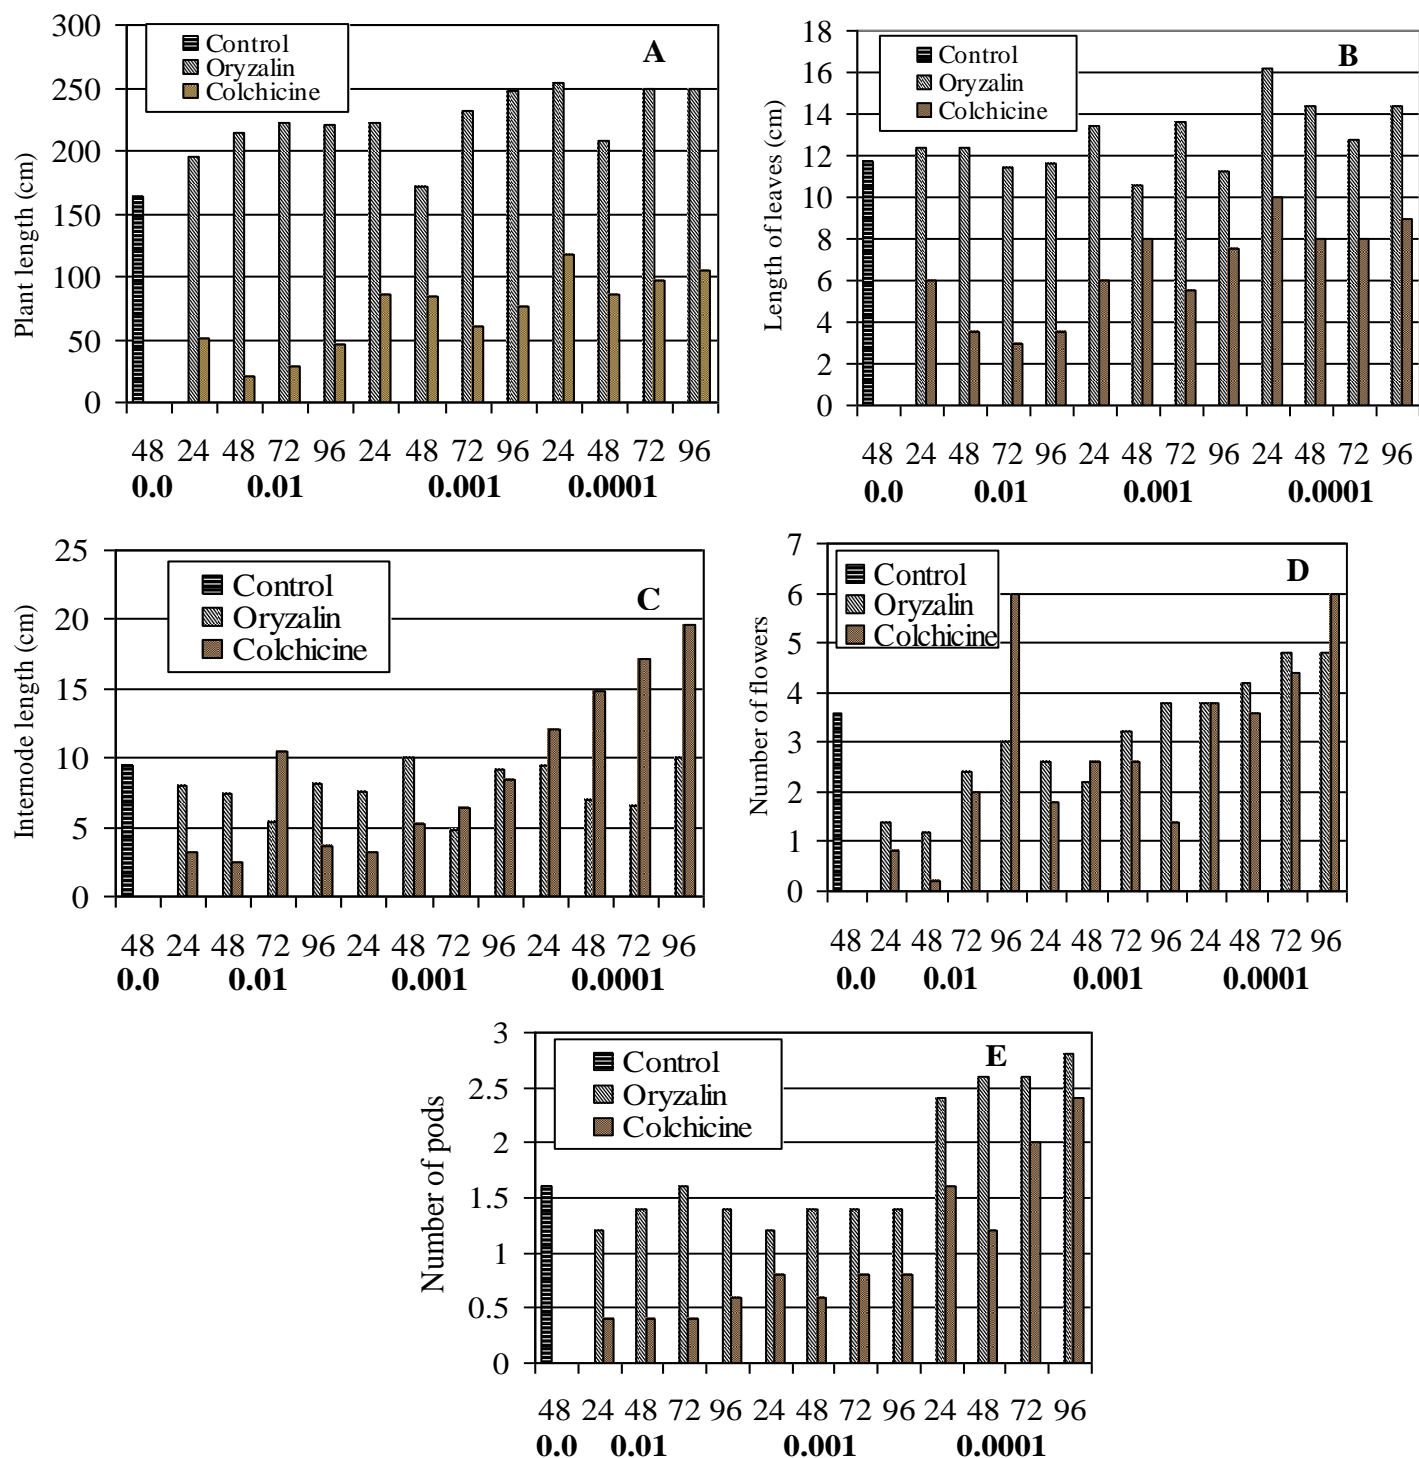 A
Control
Oryzalin
Colchicine
Plant length (cm)
300
250
200
150
100
50
0
48 24 48 72 96 24 48 72 96 24 48 72 96
0.0 0.01 0.001 0.0001
B
Control
Oryzalin
Colchicine
Length of leaves (cm)
18
16
14
12
10
8
6
4
2
0
48 24 48 72 96 24 48 72 96 24 48 72 96
0.0 0.01 0.001 0.0001
C
Control
Oryzalin
Colchicine
Internode length (cm)
25
20
15
10
5
0
48 24 48 72 96 24 48 72 96 24 48 72 96
0.0 0.01 0.001 0.0001
D
Control
Oryzalin
Colchicine
Number of flowers
7
6
5
4
3
2
1
0
48 24 48 72 96 24 48 72 96 24 48 72 96
0.0 0.01 0.001 0.0001
E
Control
Oryzalin
Colchicine
Number of pods
3
2.5
2
1.5
1
0.5
0
48 24 48 72 96 24 48 72 96 24 48 72 96
0.0 0.01 0.001 0.0001